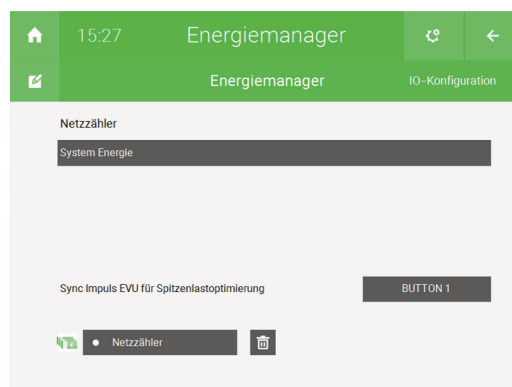 15:27
Energiemanager
Energiemanager
IO-Konfiguration
Netzzähler
System Energie
Sync Impuls EVU für Spitzenlastoptimierung
BUTTON 1
Netzzähler